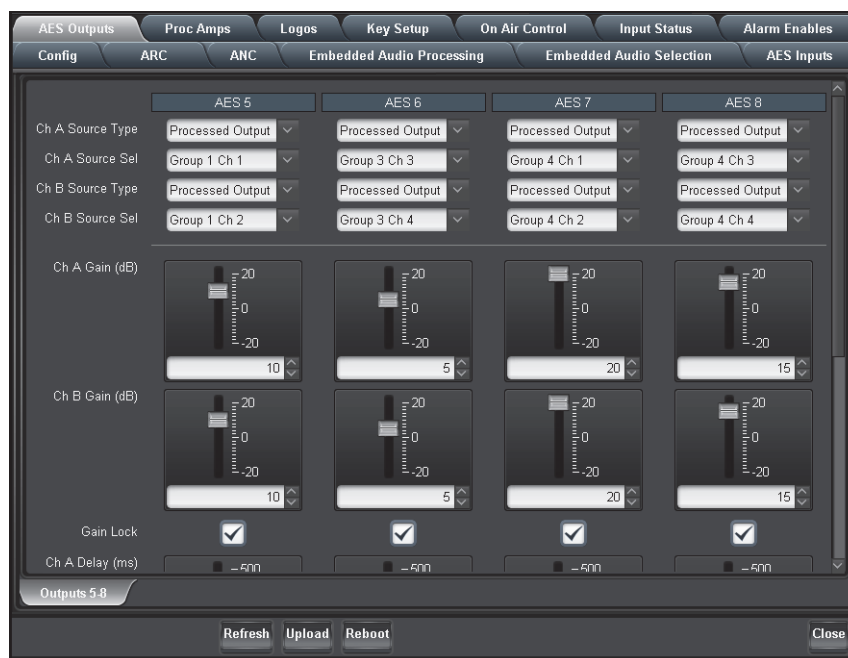 AES Outputs Proc Amps Logos Key Setup On Air Control Input Status Alarm Enables
Config ARC ANC Embedded Audio Processing Embedded Audio Selection AES Inputs
AES 5 AES 6 AES 7 AES 8
Ch A Source Type Processed Output Processed Output Processed Output Processed Output
Ch A Source Sel Group 1 Ch 1 Group 3 Ch 3 Group 4 Ch 1 Group 4 Ch 3
Ch B Source Type Processed Output Processed Output Processed Output Processed Output
Ch B Source Sel Group 1 Ch 2 Group 3 Ch 4 Group 4 Ch 2 Group 4 Ch 4
Ch A Gain (dB) 20 20 20 20
0 0 0 0
-20 -20 -20 -20
10 5 20 15
Ch B Gain (dB) 20 20 20 20
0 0 0 0
-20 -20 -20 -20
10 5 20 15
Gain Lock
Ch A Delay (ms) 500 500 500 500
Outputs 5-8
Refresh Upload Reboot Close